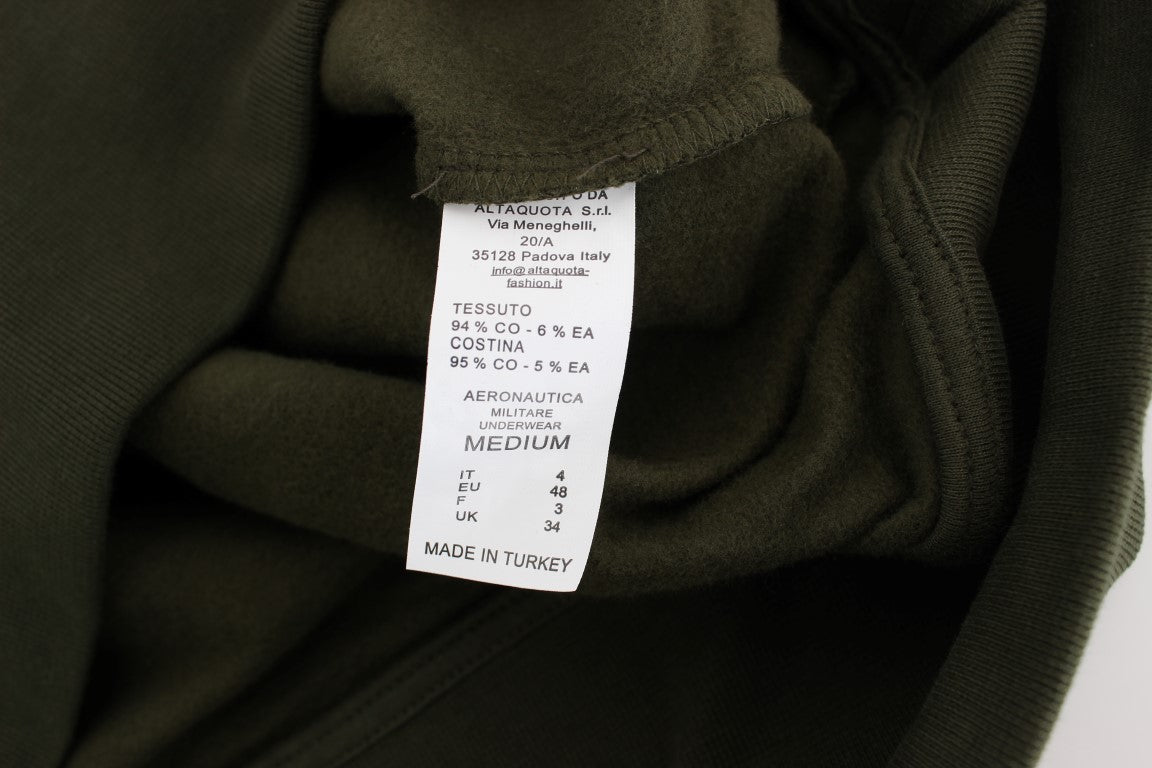 DA
ALTAQUOTA S.r.l.
Via Meneghelli,
20/A
35128 Padova Italy
info@altaquota-
fashion.it
TESSUTO
94 % CO - 6 % EA
COSTINA
95 % CO - 5 % EA
AERONAUTICA
MILITARE
UNDERWEAR
MEDIUM
IT 4
EU 48
F 3
UK 34
MADE IN TURKEY